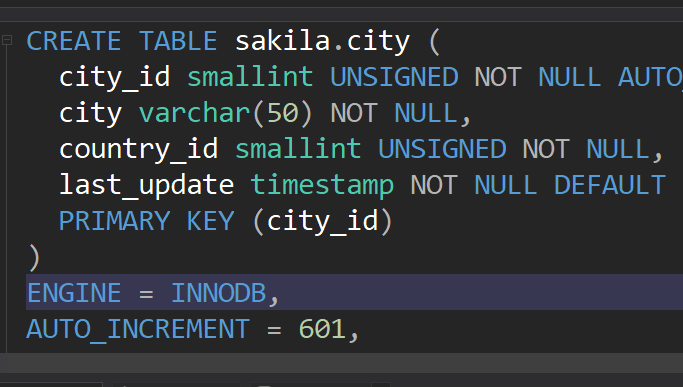 CREATE TABLE sakila.city (
city_id smallint UNSIGNED NOT NULL AUTO_
city varchar(50) NOT NULL,
country_id smallint UNSIGNED NOT NULL,
last_update timestamp NOT NULL DEFAULT
PRIMARY KEY (city_id)
)
ENGINE = INNODB,
AUTO_INCREMENT = 601,